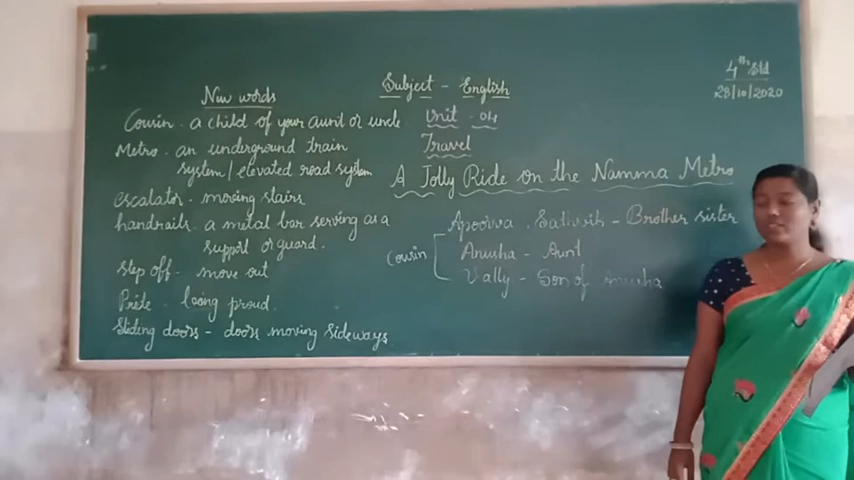 4th Std
28/10/2020
Subject - English
Unit - 04
Travel
A Jolly Ride on the Namma Metro
New words
Cousin - a child of your aunt or uncle
Metro - an underground train
system/elevated road system
escalator - moving stairs
handrails - a metal bar serving as a
support or guard.
step off - move out
Pride - being proud.
Sliding doors - doors moving sideways
Apoorva, Sathvik - Brother sister
Cousin
Anusha - Aunt
Vally - Son of Anusha